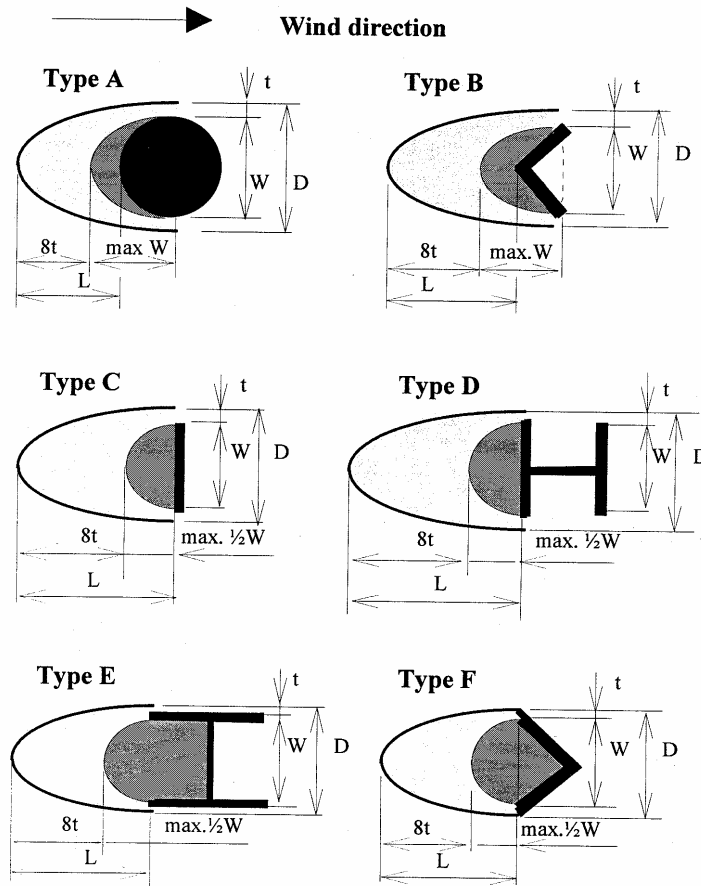 Wind direction
Type A
t
W
D
8t
max W
L
Type B
t
W
D
8t
max.W
L
Type C
t
W
D
8t
max. ½W
L
Type D
t
W
D
8t
max. ½W
L
Type E
t
W
D
8t
max.½W
L
Type F
t
W
D
8t
max.½W
L